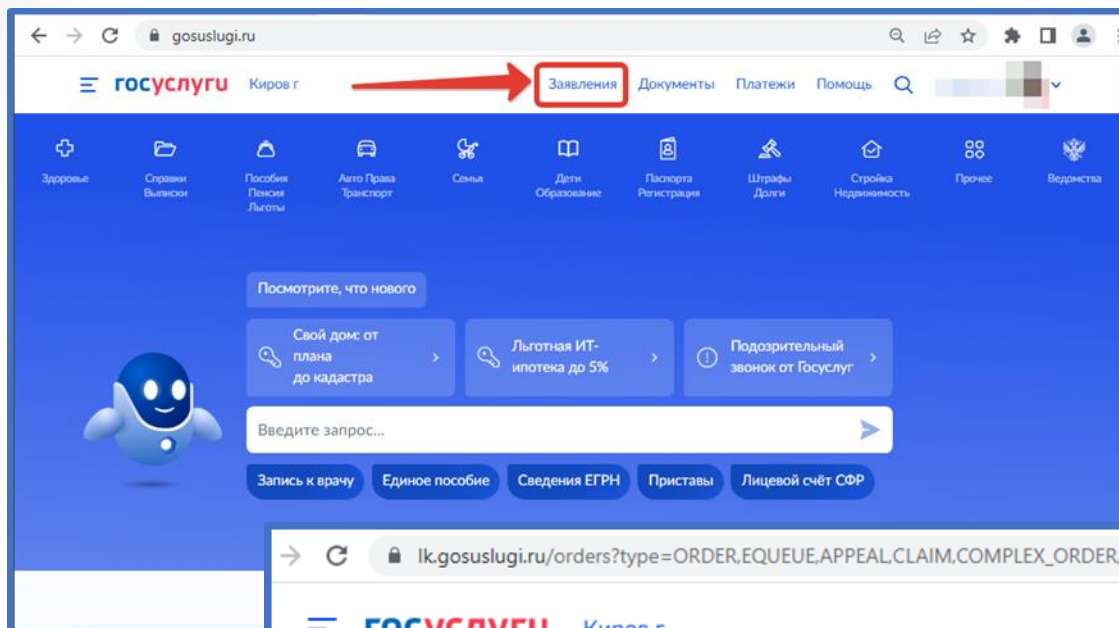 gosuslugi.ru
госуслуги Киров г Заявления Документы Платежи Помощь
Здоровье
Справки
Выписки
Пособия
Пенсия
Льготы
Авто Права
Транспорт
Семья
Дети
Образование
Паспорта
Регистрация
Штрафы
Долги
Стройка
Недвижимость
Прочее
Ведомства
Посмотрите, что нового
Свой дом: от
плана
до кадастра
Льготная ИТ-
ипотека до 5%
Подозрительный
звонок от Госуслуг
Введите запрос...
Запись к врачу Единое пособие Сведения ЕГРН Приставы Лицевой счёт СФР
lk.gosuslugi.ru/orders?type=ORDER,EQUEUE,APPEAL,CLAIM,COMPLEX_ORDER,
госуслуги Киров г